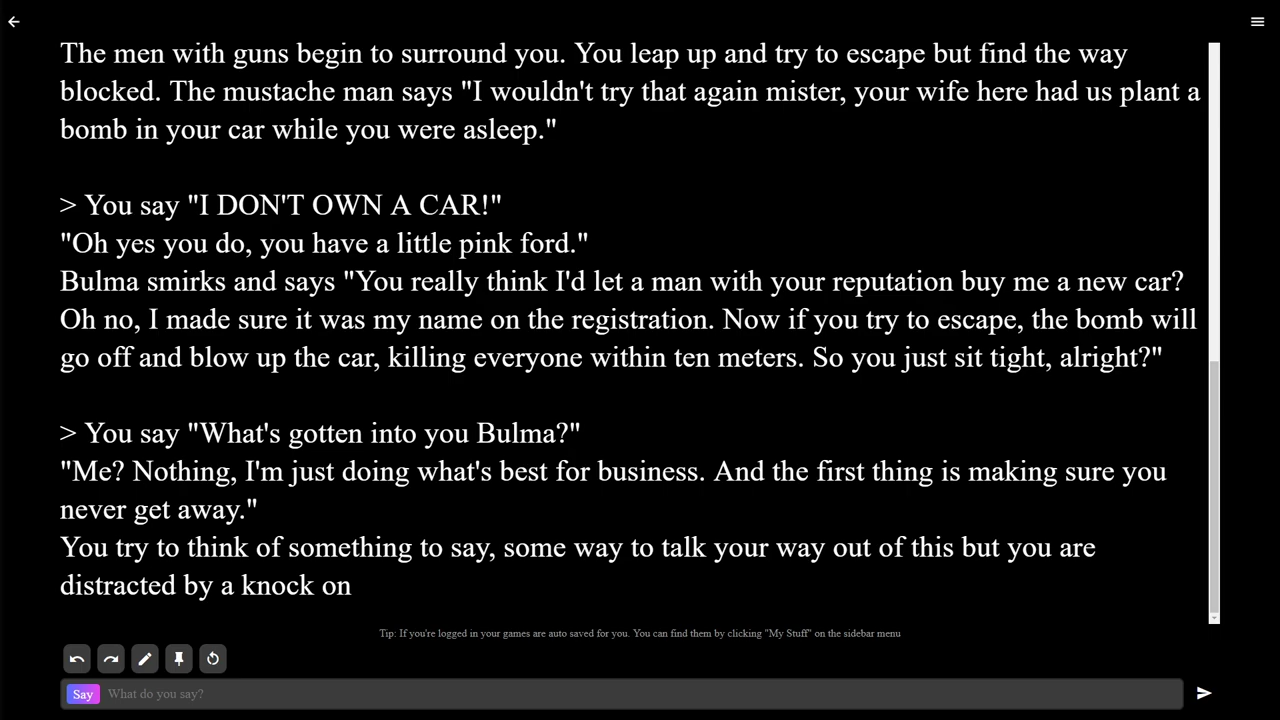 The men with guns begin to surround you. You leap up and try to escape but find the way
blocked. The mustache man says "I wouldn't try that again mister, your wife here had us plant a
bomb in your car while you were asleep."
> You say "I DON'T OWN A CAR!"
"Oh yes you do, you have a little pink ford."
Bulma smirks and says "You really think I'd let a man with your reputation buy me a new car?
Oh no, I made sure it was my name on the registration. Now if you try to escape, the bomb will
go off and blow up the car, killing everyone within ten meters. So you just sit tight, alright?"
> You say "What's gotten into you Bulma?"
"Me? Nothing, I'm just doing what's best for business. And the first thing is making sure you
never get away."
You try to think of something to say, some way to talk your way out of this but you are
distracted by a knock on
Tip: If you're logged in your games are auto saved for you. You can find them by clicking "My Stuff" on the sidebar menu
Say What do you say?